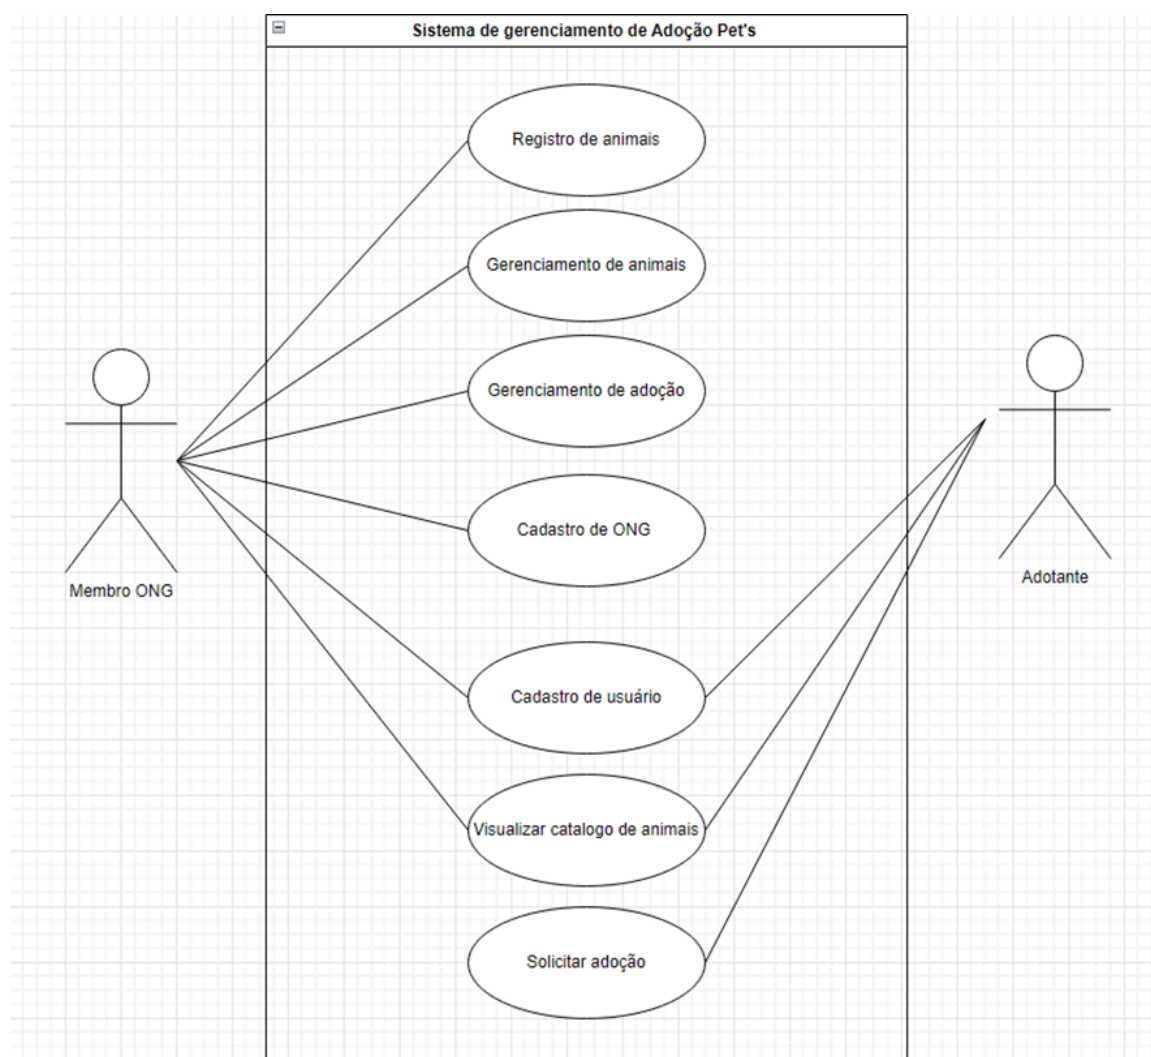 Sistema de gerenciamento de Adoção Pet's
Registro de animais
Gerenciamento de animais
Gerenciamento de adoção
Cadastro de ONG
Membro ONG
Adotante
Cadastro de usuário
Visualizar catalogo de animais
Solicitar adoção